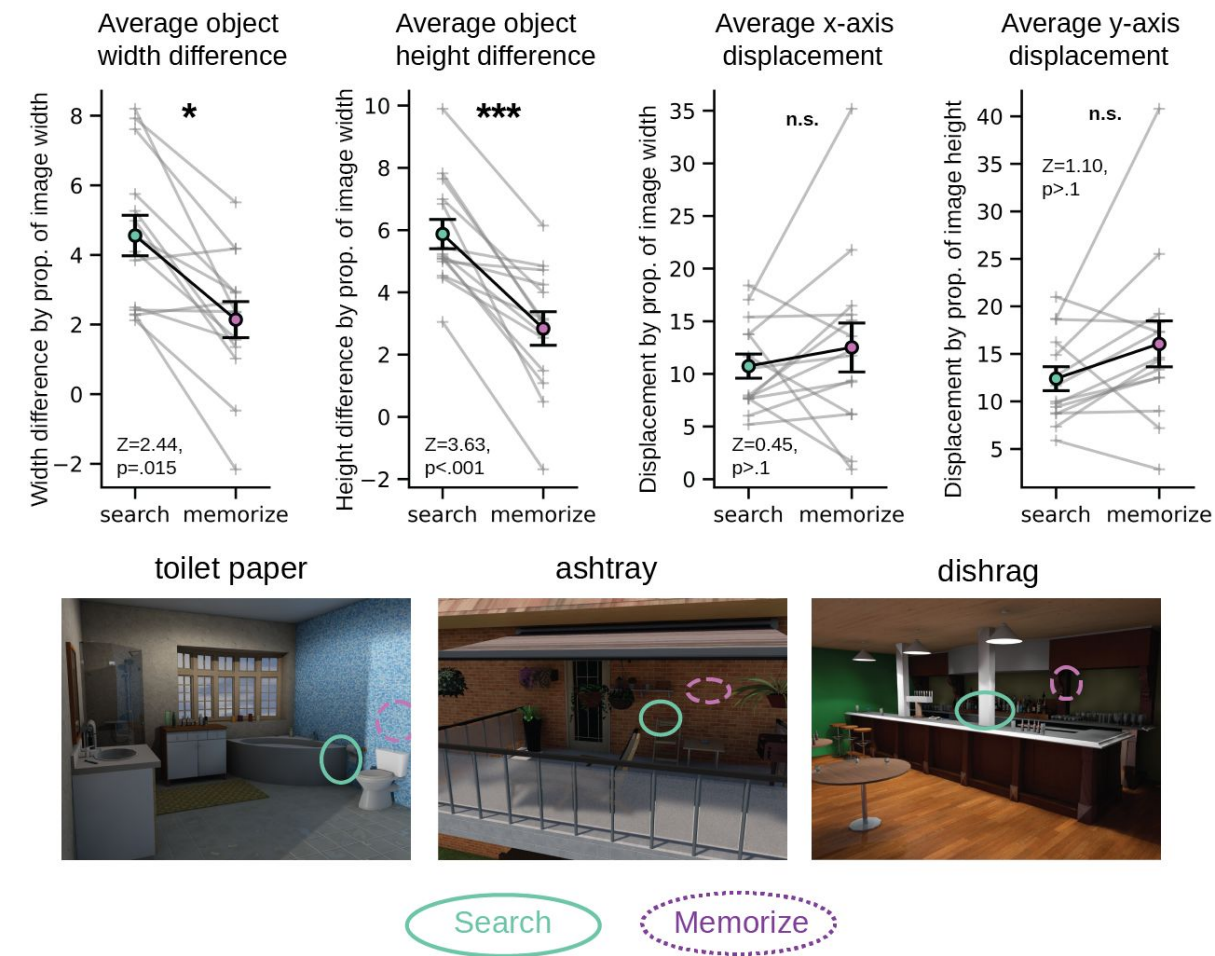 Average object
width difference
Average object
height difference
Average x-axis
displacement
Average y-axis
displacement
Width difference by prop. of image width
8
6
4
2
0
−2
*
Z=2.44,
p=.015
search memorize
Height difference by prop. of image width
10
8
6
4
2
0
−2
***
Z=3.63,
p<.001
search memorize
Displacement by prop. of image width
35
30
25
20
15
10
5
0
n.s.
Z=0.45,
p>.1
search memorize
Displacement by prop. of image height
40
35
30
25
20
15
10
5
n.s.
Z=1.10,
p>.1
search memorize
toilet paper
ashtray
dishrag
Search
Memorize